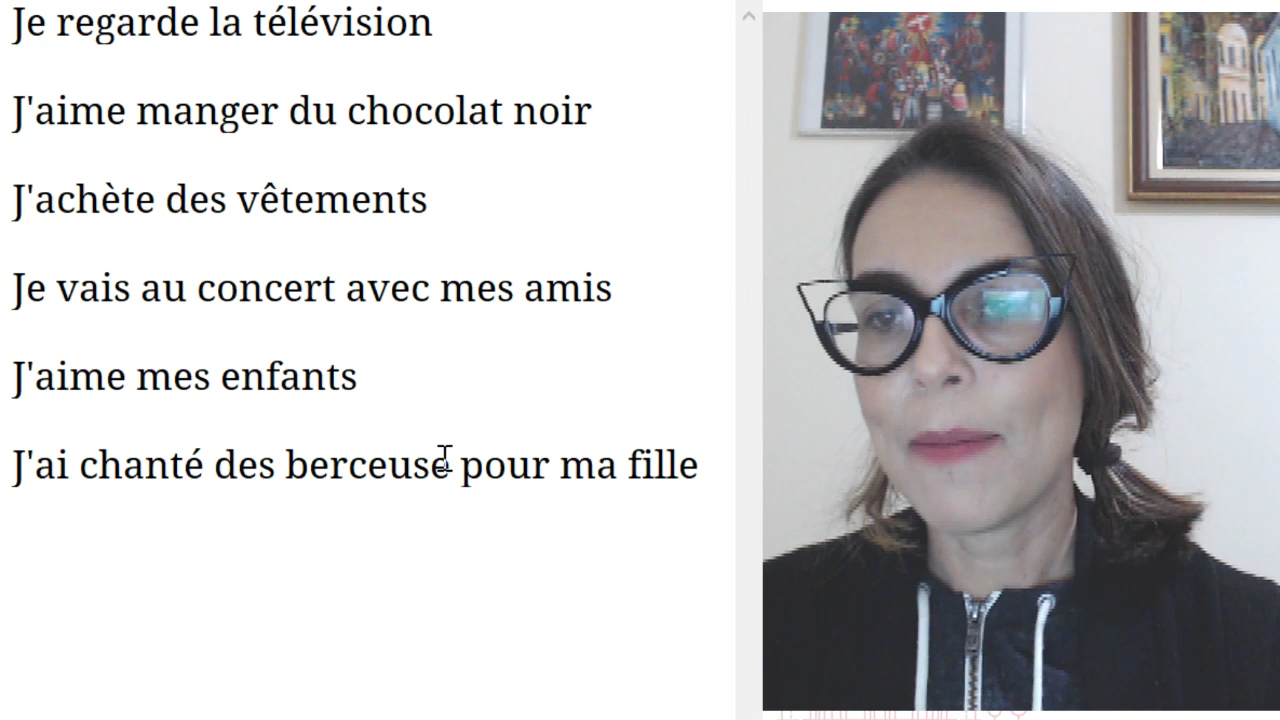 Je regarde la télévision
J'aime manger du chocolat noir
J'achète des vêtements
Je vais au concert avec mes amis
J'aime mes enfants
J'ai chanté des berceuse pour ma fille